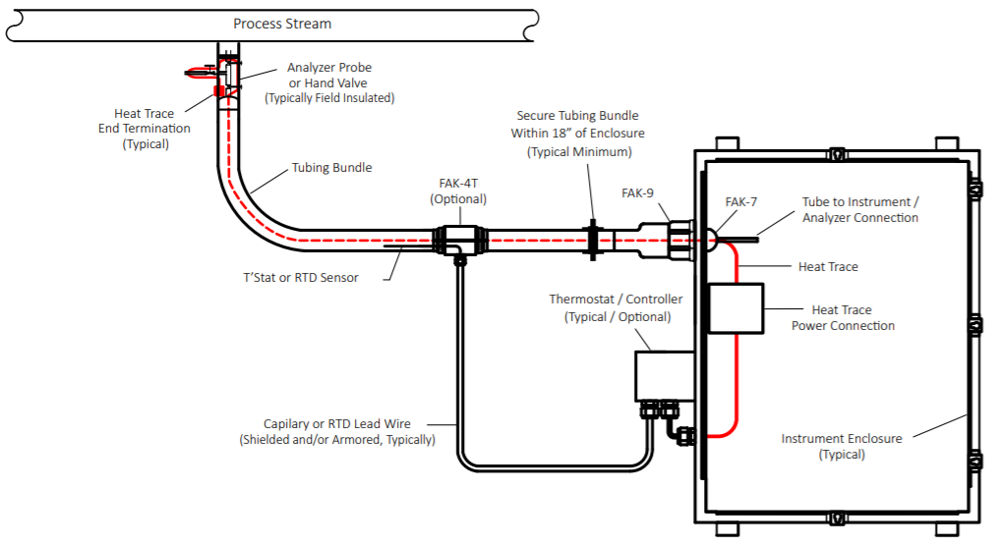 Process Stream
Analyzer Probe
or Hand Valve
(Typically Field Insulated)
Heat Trace
End Termination
(Typical)
Tubing Bundle
FAK-4T
(Optional)
Secure Tubing Bundle
Within 18” of Enclosure
(Typical Minimum)
FAK-9
FAK-7
Tube to Instrument /
Analyzer Connection
T’Stat or RTD Sensor
Heat Trace
Thermostat / Controller
(Typical / Optional)
Heat Trace
Power Connection
Capilary or RTD Lead Wire
(Shielded and/or Armored, Typically)
Instrument Enclosure
(Typical)